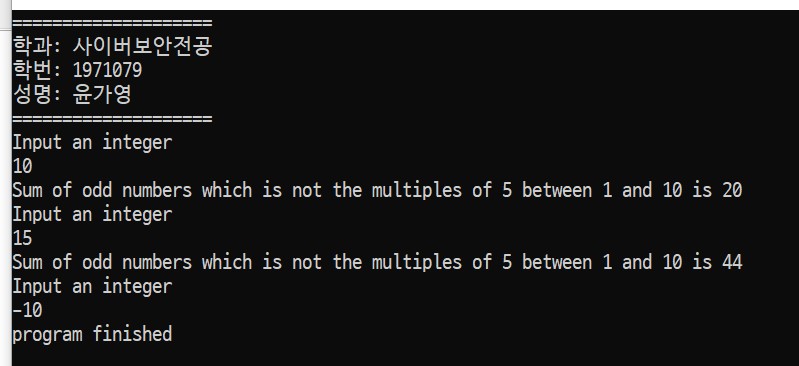 ====================
학과: 사이버보안전공
학번: 1971079
성명: 윤가영
====================
Input an integer
10
Sum of odd numbers which is not the multiples of 5 between 1 and 10 is 20
Input an integer
15
Sum of odd numbers which is not the multiples of 5 between 1 and 10 is 44
Input an integer
-10
program finished